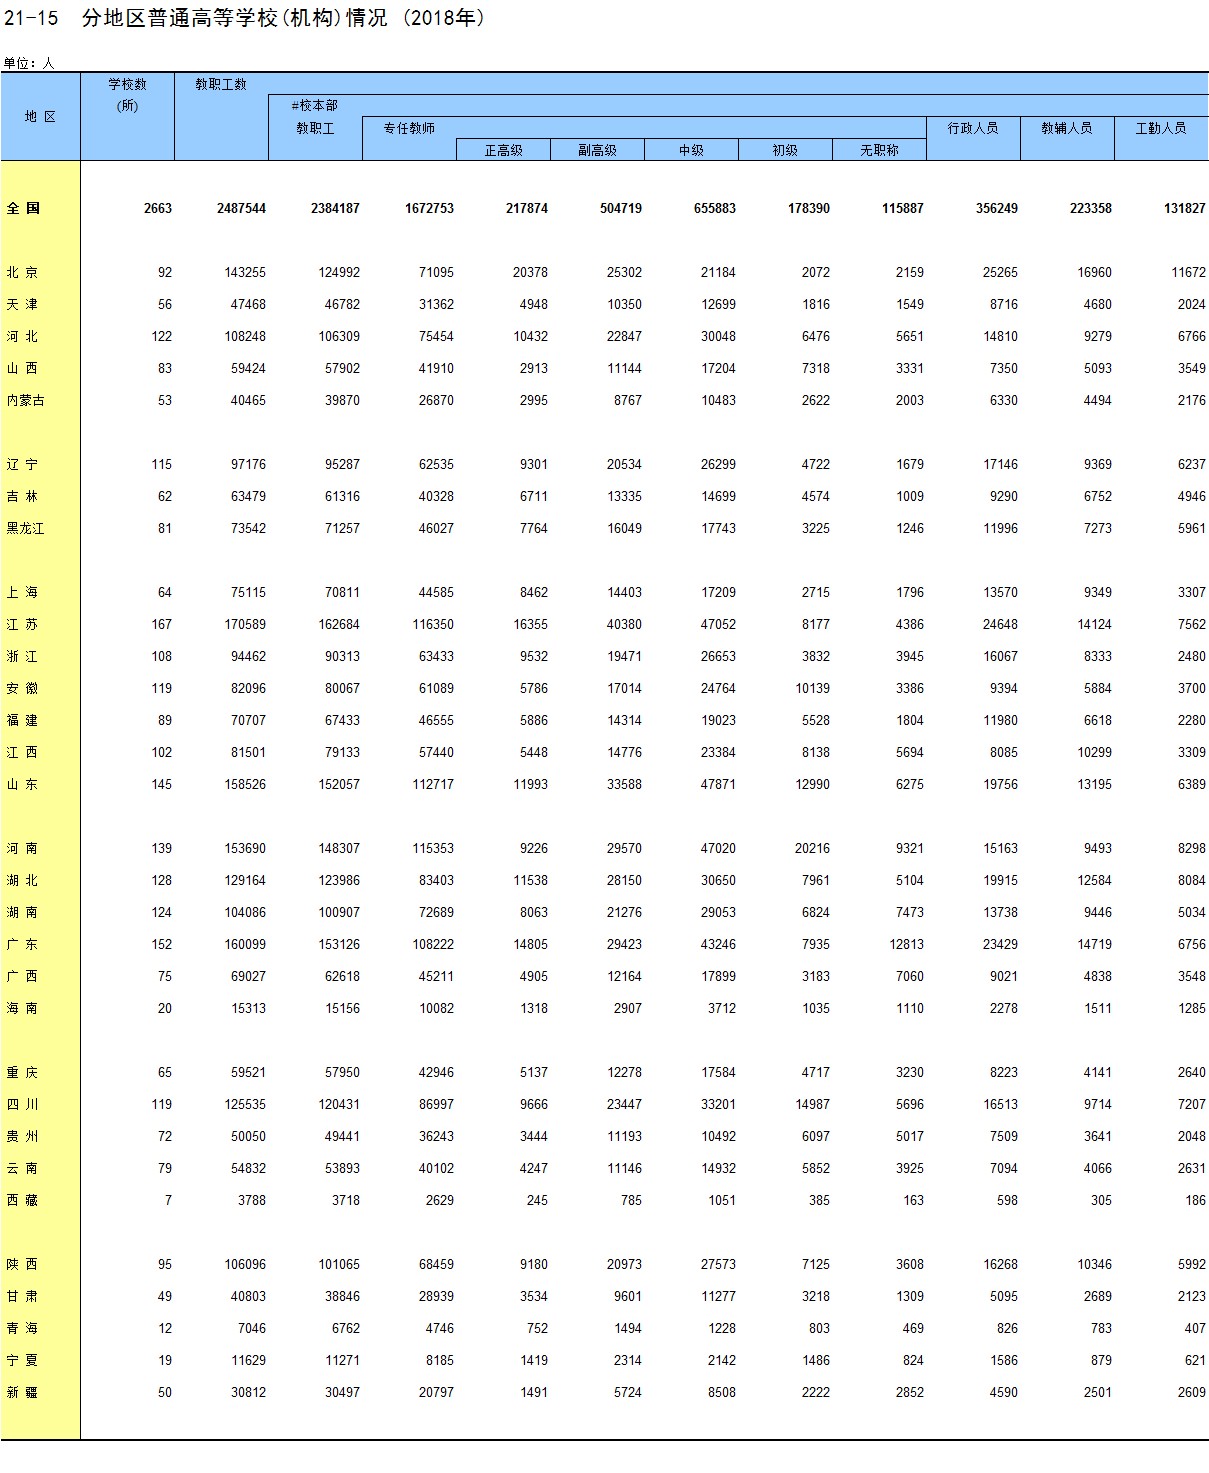 21-15 分地区普通高等学校(机构)情况 (2018年)
单位：人
地 区 学校数 (所) 教职工数
#校本部 教职工
专任教师 行政人员 教辅人员 工勤人员
正高级 副高级 中级 初级 无职称
全 国 2663 2487544 2384187 1672753 217874 504719 655883 178390 115887 356249 223358 131827
北 京 92 143255 124992 71095 20378 25302 21184 2072 2159 25265 16960 11672
天 津 56 47468 46782 31362 4948 10350 12699 1816 1549 8716 4680 2024
河 北 122 108248 106309 75454 10432 22847 30048 6476 5651 14810 9279 6766
山 西 83 59424 57902 41910 2913 11144 17204 7318 3331 7350 5093 3549
内蒙古 53 40465 39870 26870 2995 8767 10483 2622 2003 6330 4494 2176
辽 宁 115 97176 95287 62535 9301 20534 26299 4722 1679 17146 9369 6237
吉 林 62 63479 61316 40328 6711 13335 14699 4574 1009 9290 6752 4946
黑龙江 81 73542 71257 46027 7764 16049 17743 3225 1246 11996 7273 5961
上 海 64 75115 70811 44585 8462 14403 17209 2715 1796 13570 9349 3307
江 苏 167 170589 162684 116350 16355 40380 47052 8177 4386 24648 14124 7562
浙 江 108 94462 90313 63433 9532 19471 26653 3832 3945 16067 8333 2480
安 徽 119 82096 80067 61089 5786 17014 24764 10139 3386 9394 5884 3700
福 建 89 70707 67433 46555 5886 14314 19023 5528 1804 11980 6618 2280
江 西 102 81501 79133 57440 5448 14776 23384 8138 5694 8085 10299 3309
山 东 145 158526 152057 112717 11993 33588 47871 12990 6275 19756 13195 6389
河 南 139 153690 148307 115353 9226 29570 47020 20216 9321 15163 9493 8298
湖 北 128 129164 123986 83403 11538 28150 30650 7961 5104 19915 12584 8084
湖 南 124 104086 100907 72689 8063 21276 29053 6824 7473 13738 9446 5034
广 东 152 160099 153126 108222 14805 29423 43246 7935 12813 23429 14719 6756
广 西 75 69027 62618 45211 4905 12164 17899 3183 7060 9021 4838 3548
海 南 20 15313 15156 10082 1318 2907 3712 1035 1110 2278 1511 1285
重 庆 65 59521 57950 42946 5137 12278 17584 4717 3230 8223 4141 2640
四 川 119 125535 120431 86997 9666 23447 33201 14987 5696 16513 9714 7207
贵 州 72 50050 49441 36243 3444 11193 10492 6097 5017 7509 3641 2048
云 南 79 54832 53893 40102 4247 11146 14932 5852 3925 7094 4066 2631
西 藏 7 3788 3718 2629 245 785 1051 385 163 598 305 186
陕 西 95 106096 101065 68459 9180 20973 27573 7125 3608 16268 10346 5992
甘 肃 49 40803 38846 28939 3534 9601 11277 3218 1309 5095 2689 2123
青 海 12 7046 6762 4746 752 1494 1228 803 469 826 783 407
宁 夏 19 11629 11271 8185 1419 2314 2142 1486 824 1586 879 621
新 疆 50 30812 30497 20797 1491 5724 8508 2222 2852 4590 2501 2609